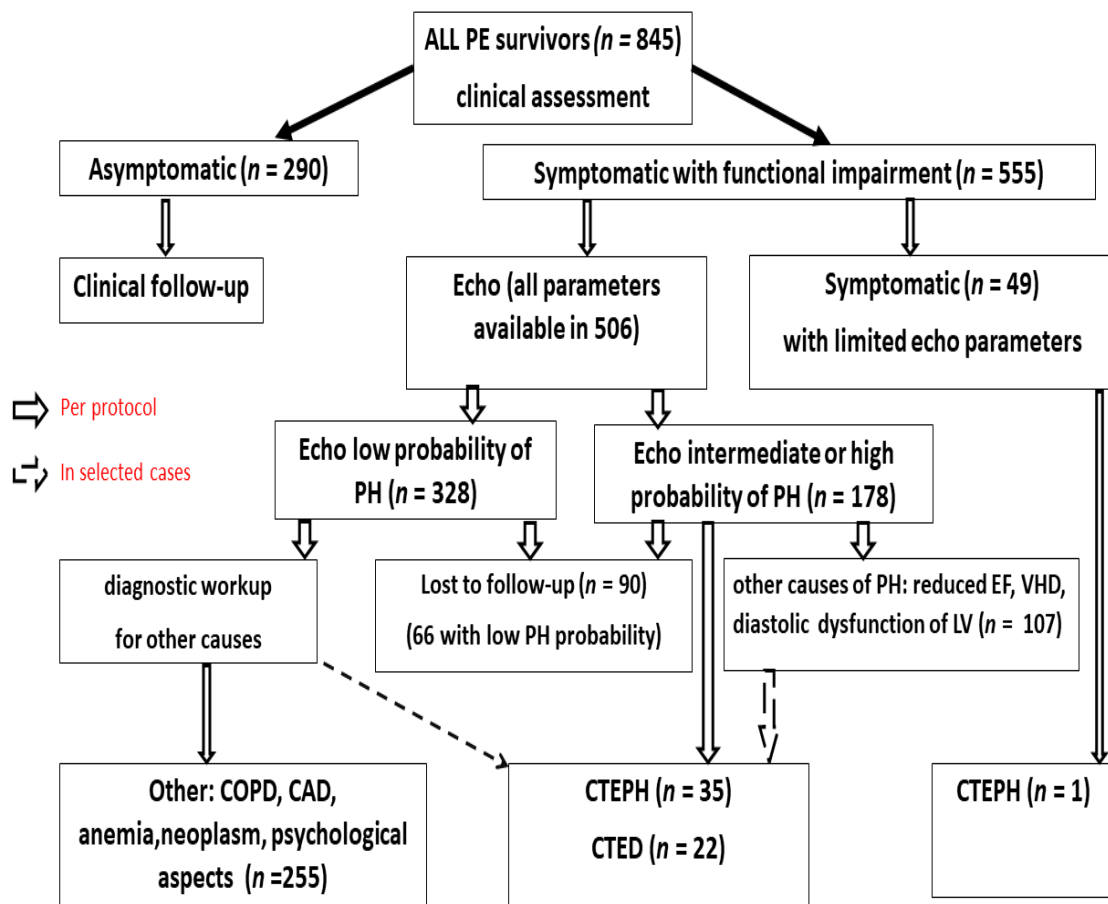 ALL PE survivors (n = 845)
clinical assessment
Asymptomatic (n = 290)
Symptomatic with functional impairment (n = 555)
Clinical follow-up
Echo (all parameters
available in 506)
Symptomatic (n = 49)
with limited echo parameters
Per protocol
In selected cases
Echo low probability of
PH (n = 328)
Echo intermediate or high
probability of PH (n = 178)
diagnostic workup
for other causes
Lost to follow-up (n = 90)
(66 with low PH probability)
other causes of PH: reduced EF, VHD,
diastolic dysfunction of LV (n = 107)
Other: COPD, CAD,
anemia,neoplasm, psychological
aspects (n =255)
CTEPH (n = 35)
CTED (n = 22)
CTEPH (n = 1)